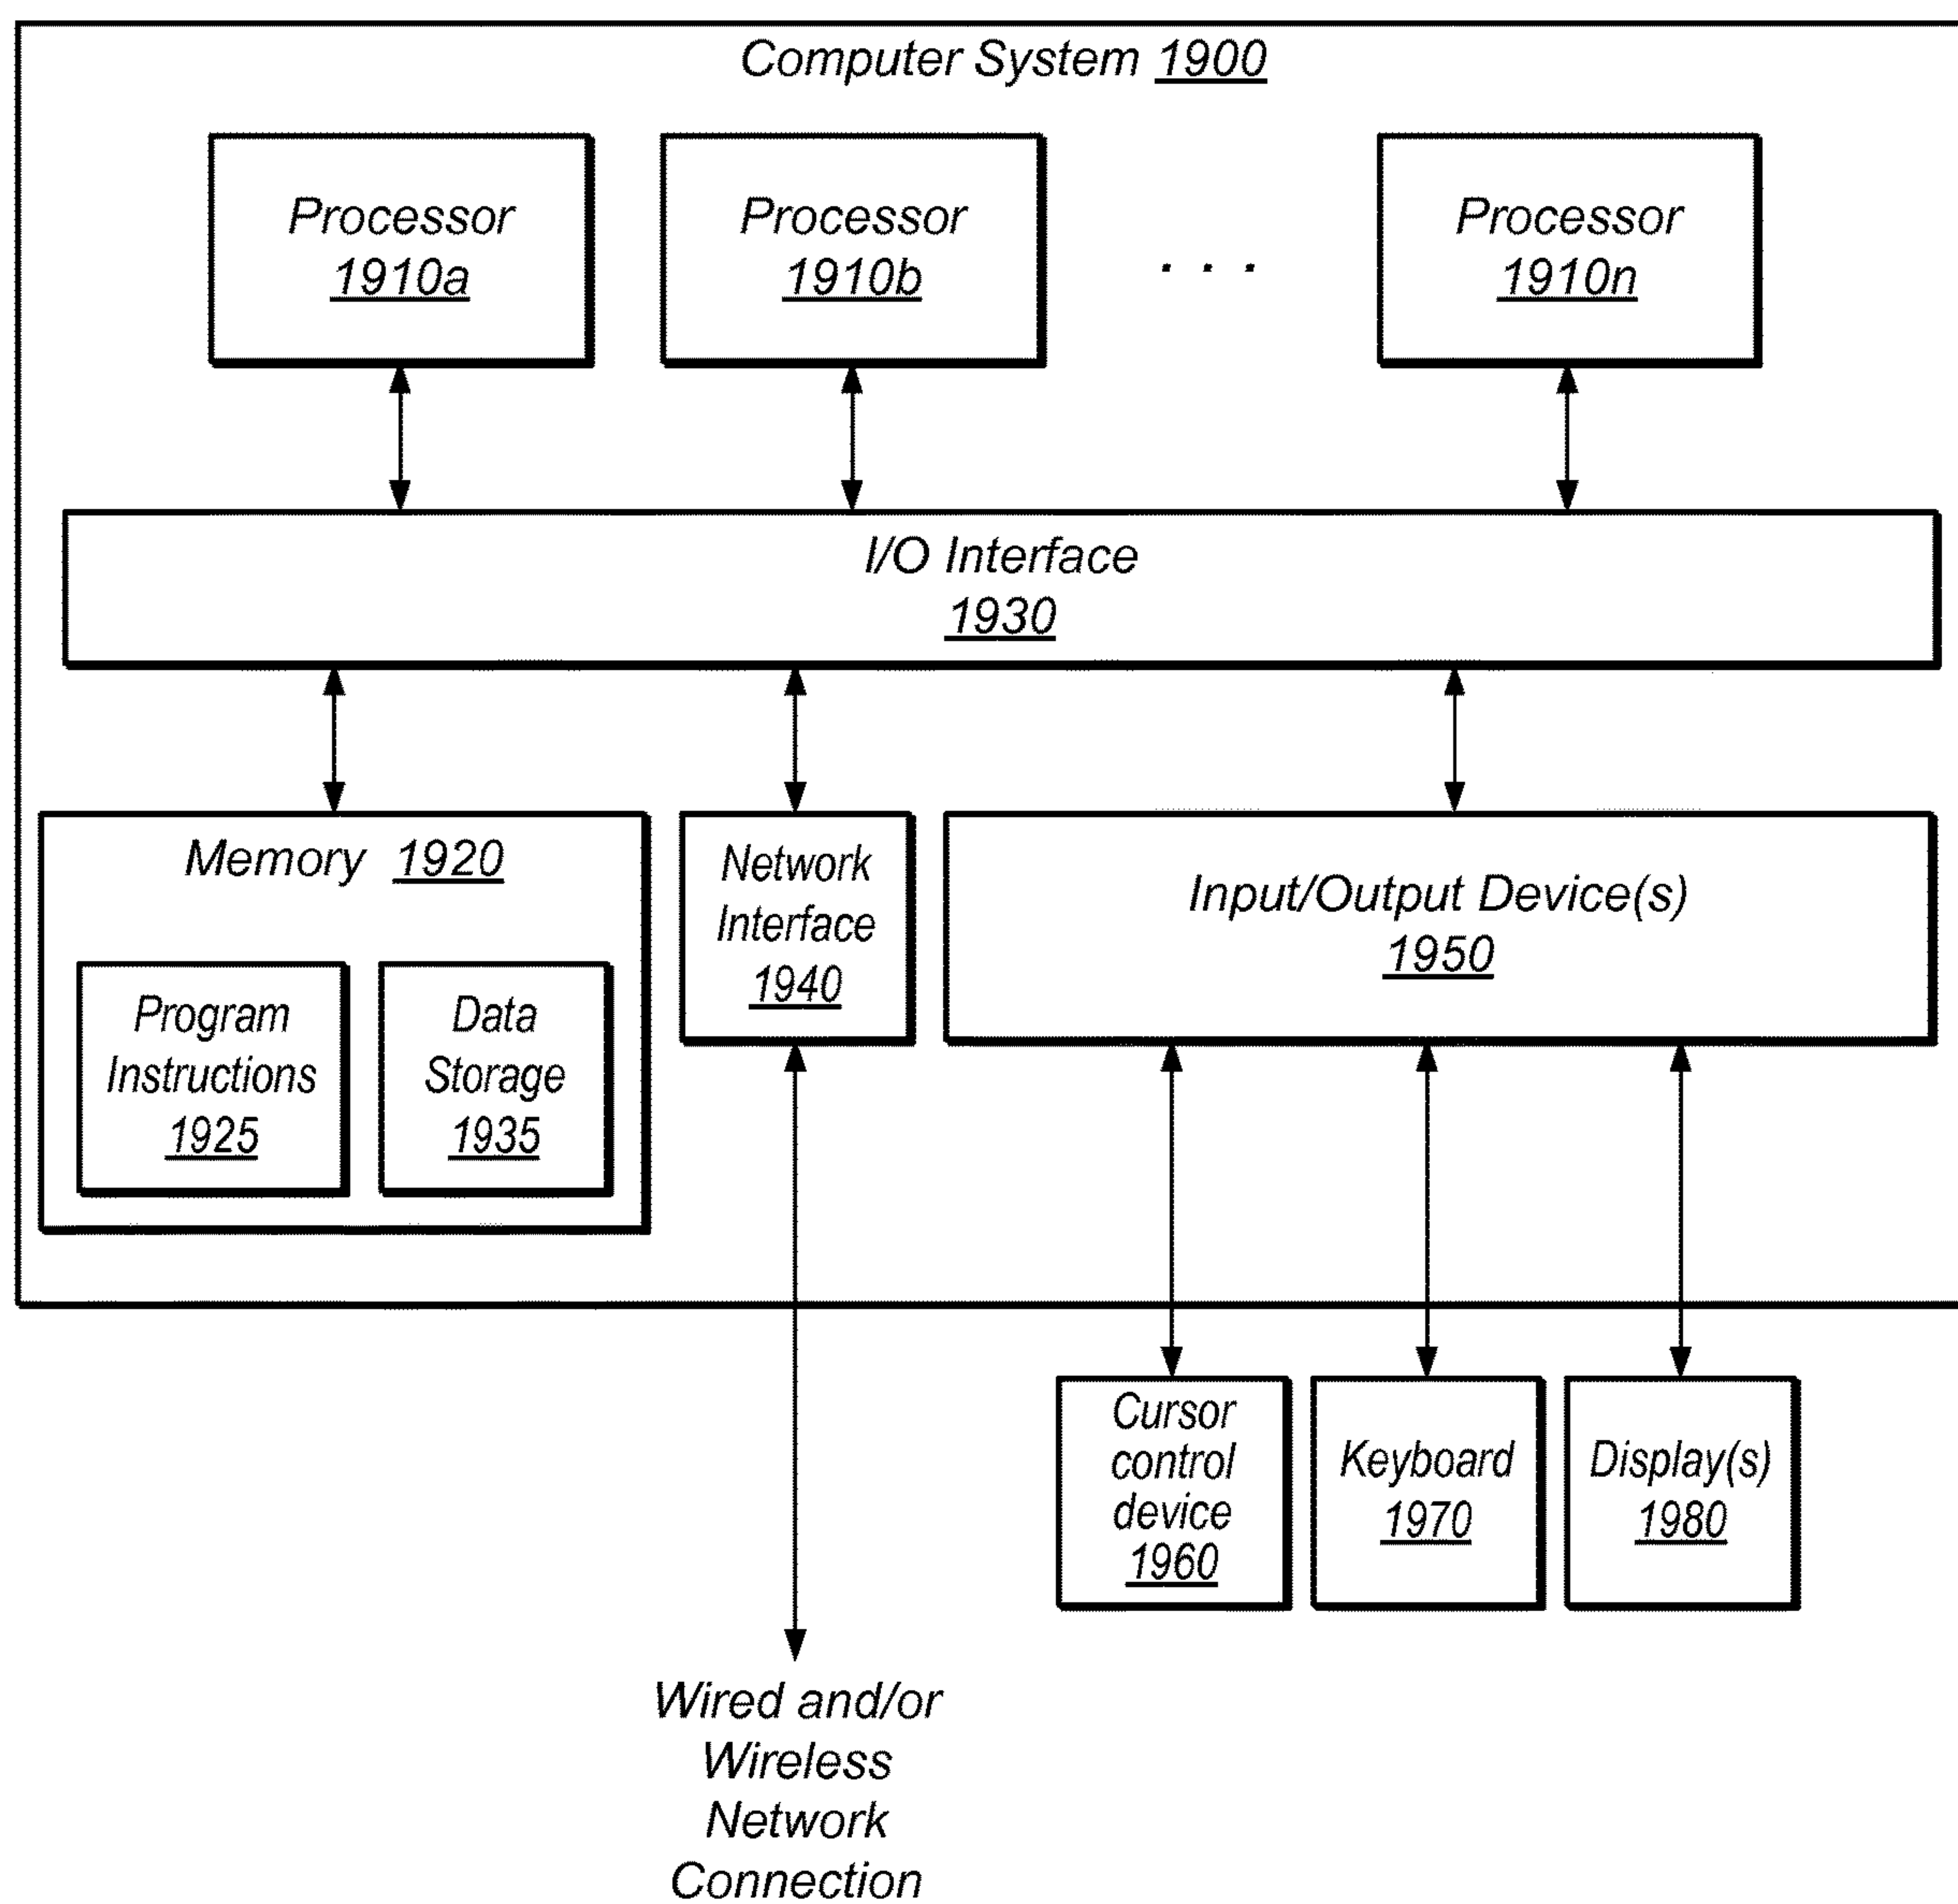 Computer System 1900
Processor
1910a
Processor
1910b
. . .
Processor
1910n
I/O Interface
1930
Memory 1920
Program
Instructions
1925
Data
Storage
1935
Network
Interface
1940
Input/Output Device(s)
1950
Cursor
control
device
1960
Keyboard
1970
Display(s)
1980
Wired and/or
Wireless
Network
Connection